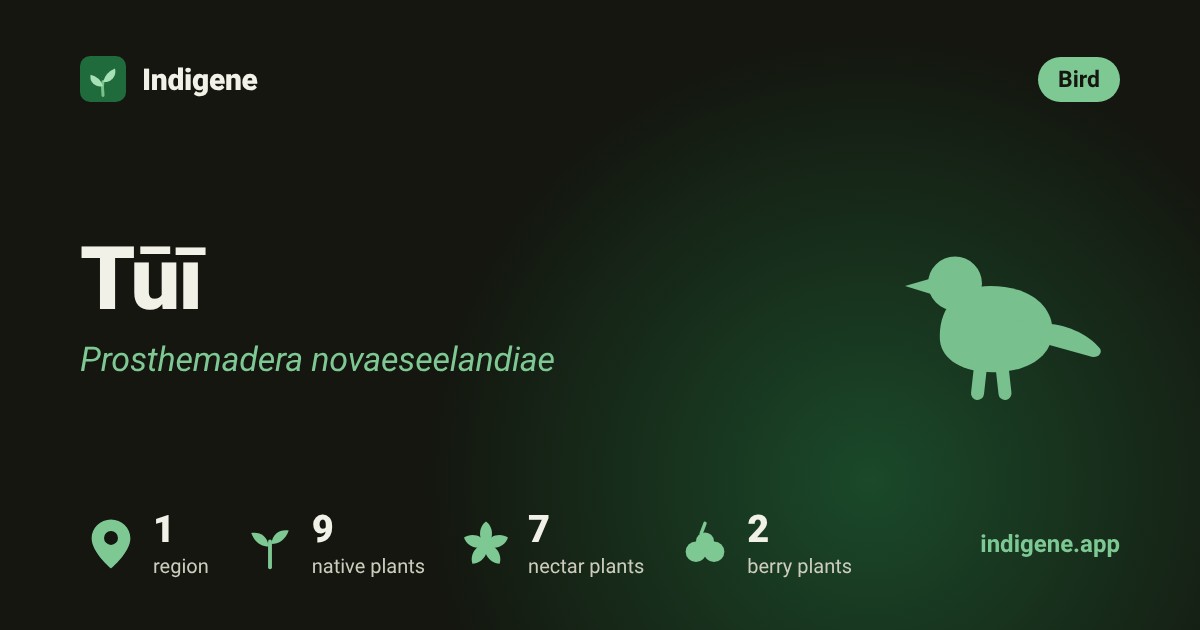 Indigene
Bird
Tūī
Prosthemadera novaeseelandiae
1
region
9
native plants
7
nectar plants
2
berry plants
indigene.app